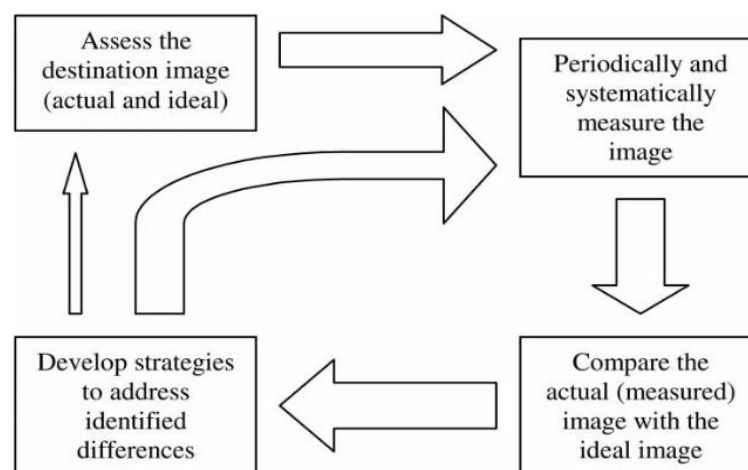 Assess the
destination image
(actual and ideal)
Periodically and
systematically
measure the
image
Develop strategies
to address
identified
differences
Compare the
actual (measured)
image with the
ideal image